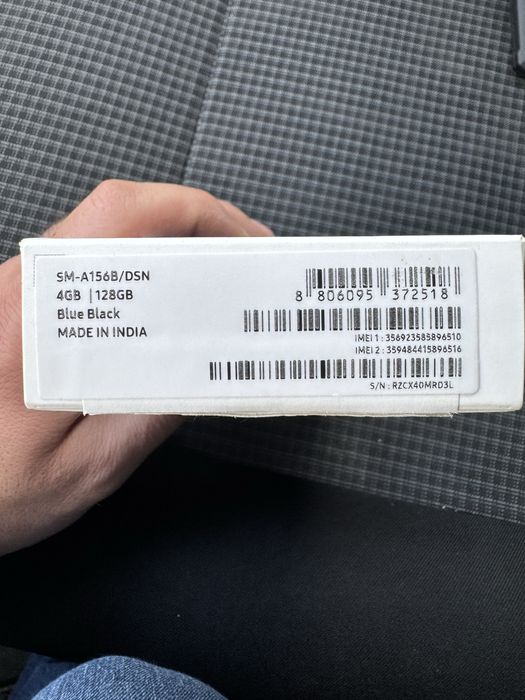 SM-A156B/DSN
4GB | 128GB
Blue Black
MADE IN INDIA
8 806095 372518
IMEI 1 : 356923585896510
IMEI 2 : 359484415896516
S/N : RZCX40MRD3L